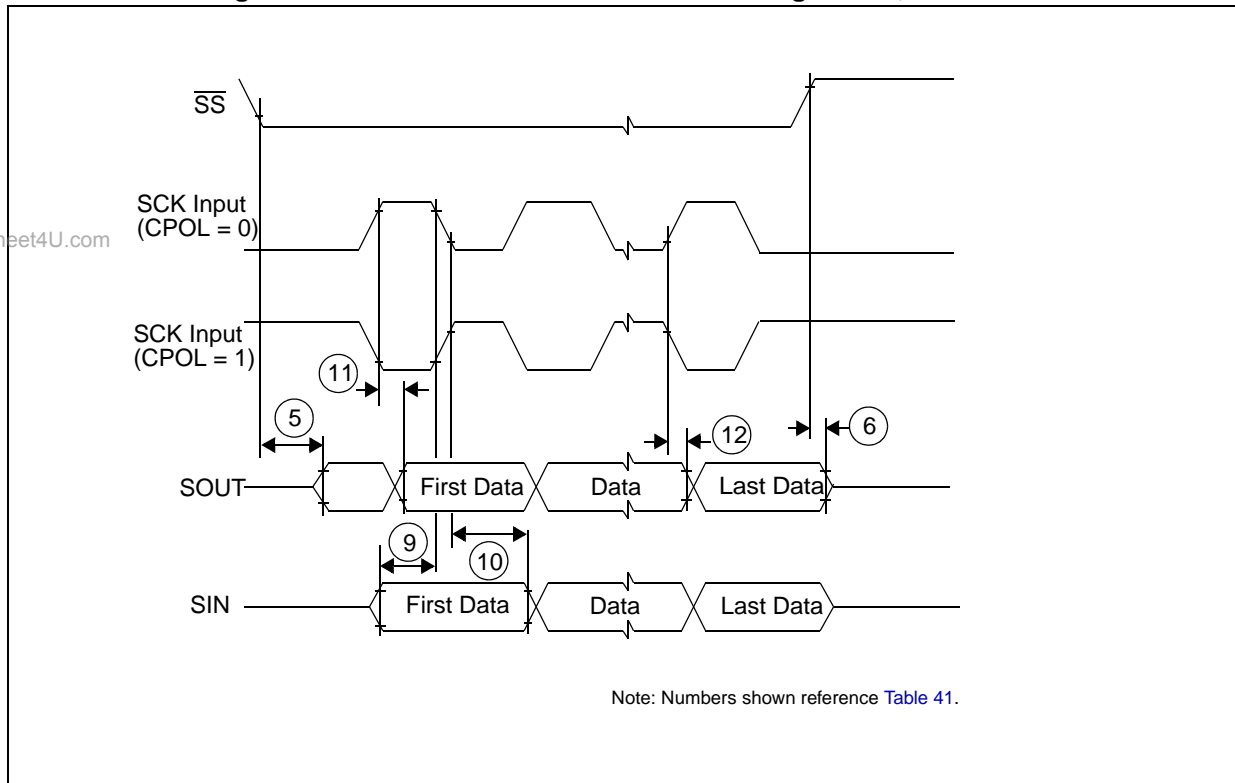 SS
SCK Input
(CPOL = 0)
heet4U.com
SCK Input
(CPOL = 1)
11
5
12
6
SOUT
First Data
Data
Last Data
9
10
SIN
First Data
Data
Last Data
Note: Numbers shown reference Table 41.